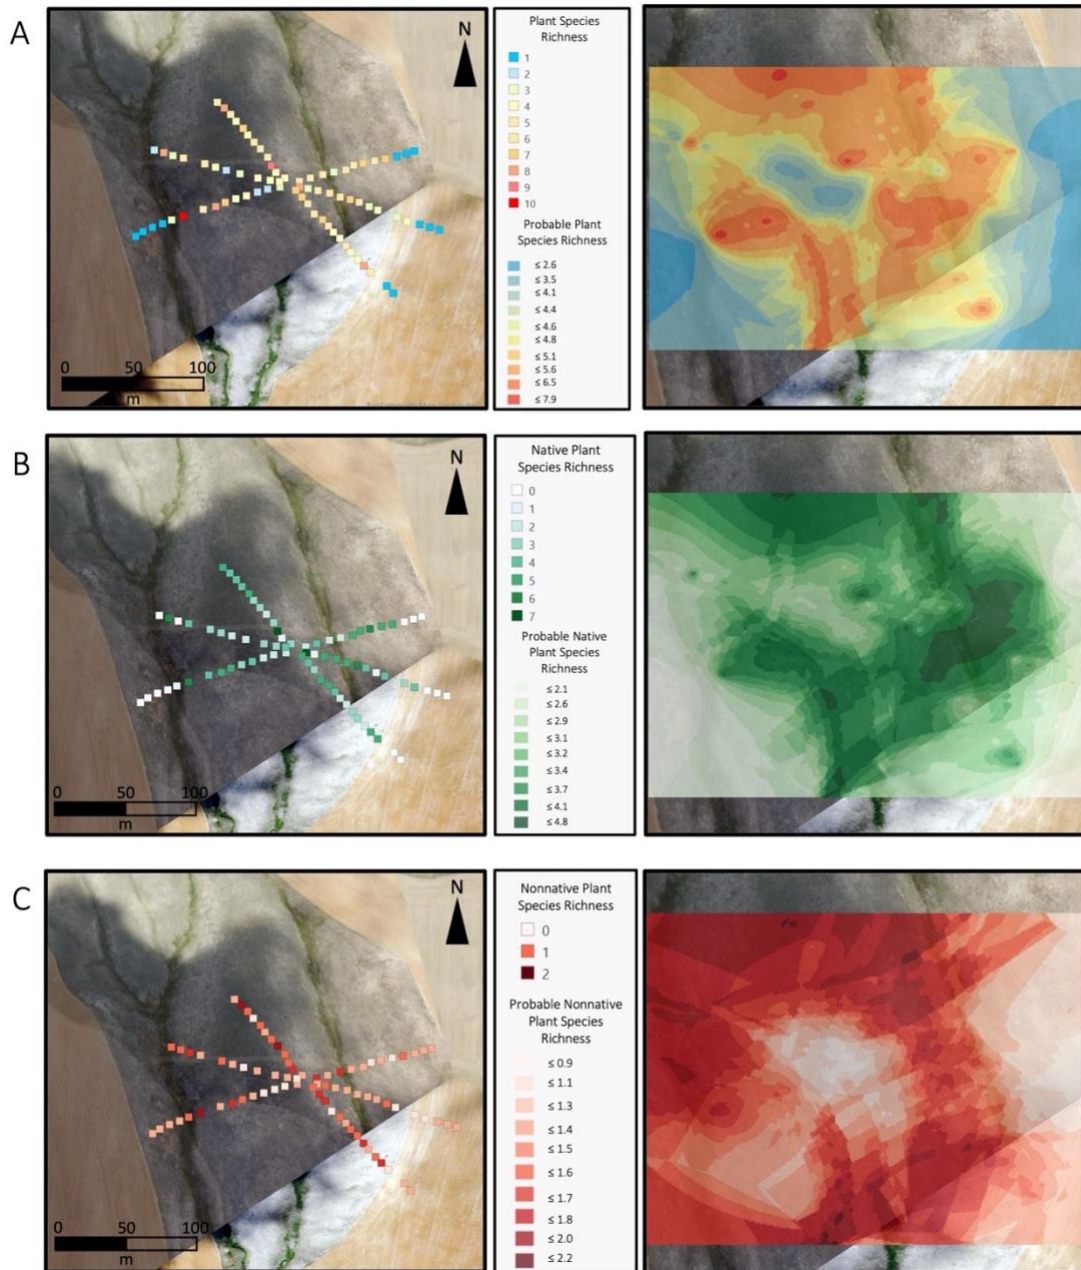 A
N
0 50 100
m
Plant Species
Richness
1
2
3
4
5
6
7
8
9
10
Probable Plant
Species Richness
≤ 2.6
≤ 3.5
≤ 4.1
≤ 4.4
≤ 4.6
≤ 4.8
≤ 5.1
≤ 5.6
≤ 6.5
≤ 7.9
B
N
0 50 100
m
Native Plant
Species Richness
0
1
2
3
4
5
6
7
Probable Native
Plant Species
Richness
≤ 2.1
≤ 2.6
≤ 2.9
≤ 3.1
≤ 3.2
≤ 3.4
≤ 3.7
≤ 4.1
≤ 4.8
C
N
0 50 100
m
Nonnative Plant
Species Richness
0
1
2
Probable Nonnative
Plant Species
Richness
≤ 0.9
≤ 1.1
≤ 1.3
≤ 1.4
≤ 1.5
≤ 1.6
≤ 1.7
≤ 1.8
≤ 2.0
≤ 2.2